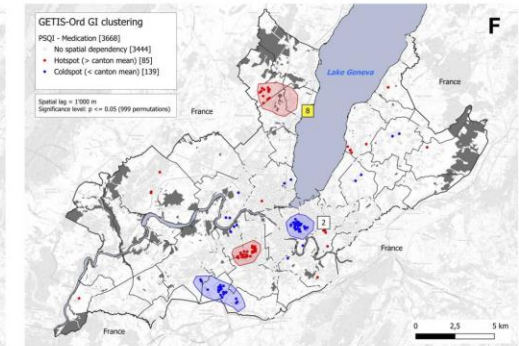 GETIS-Ord GI clustering
F
PSQI - Medication [3668]
No spatial dependency [3444]
Hotspot (> canton mean) [85]
Coldspot (< canton mean) [139]
Spatial lag = 1'000 m
Significance level: p <= 0.05 (999 permutations)
Lake Geneva
France
France
8
2
France
France
0 2,5 5 km